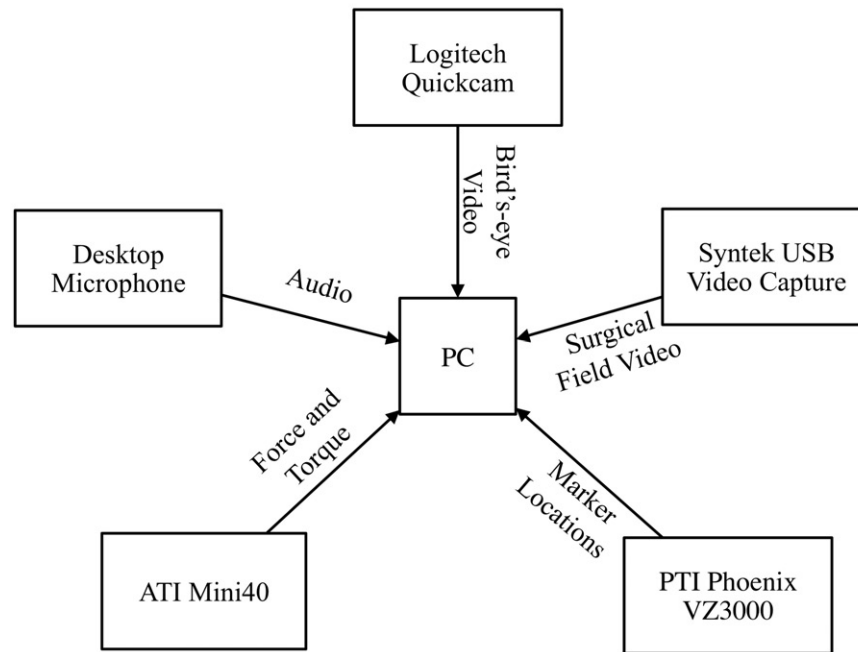 Logitech
Quickcam
Bird's-eye
Video
Desktop
Microphone
Audio
Syntek USB
Video Capture
Surgical
Field Video
PC
Force and
Torque
Marker
Locations
ATI Mini40
PTI Phoenix
VZ3000